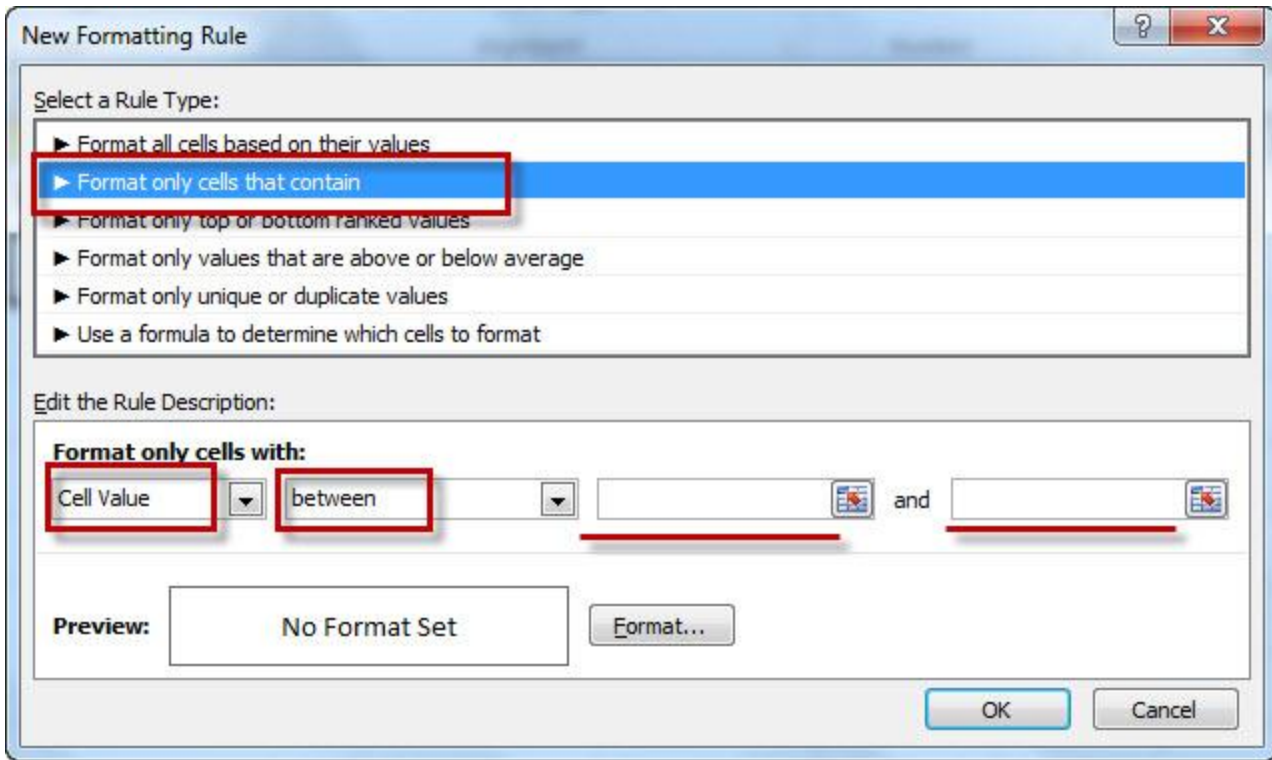 New Formatting Rule
Select a Rule Type:
► Format all cells based on their values
► Format only cells that contain
► Format only top or bottom ranked values
► Format only values that are above or below average
► Format only unique or duplicate values
► Use a formula to determine which cells to format
Edit the Rule Description:
Format only cells with:
Cell Value between and
Preview: No Format Set Format...
OK Cancel